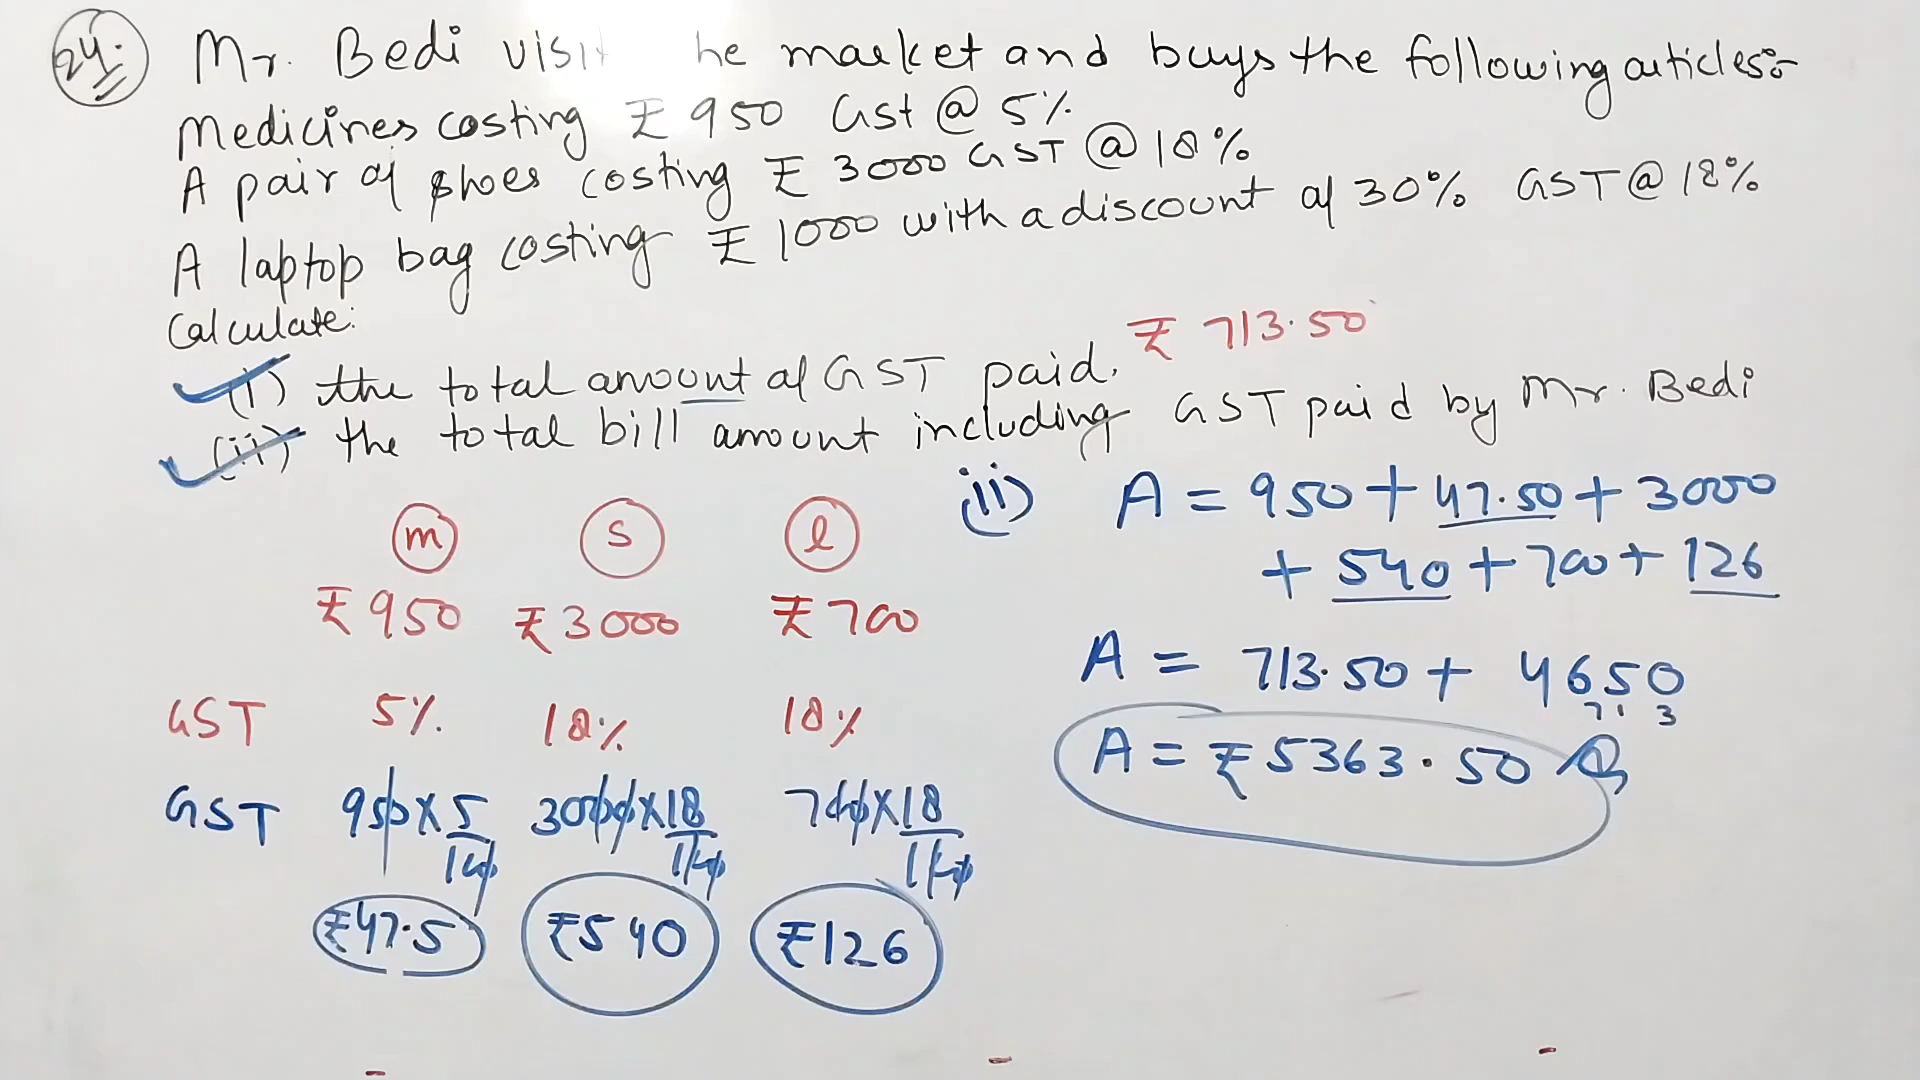 24.
Mr. Bedi visit he market and buys the following articles:-
Medicines costing ₹950 Gst @ 5%
A pair of shoes costing ₹ 3000 GST @ 18%
A laptop bag costing ₹ 1000 with a discount of 30% GST @ 18%
Calculate:
(i) the total amount of GST paid. ₹ 713.50
(ii) the total bill amount including GST paid by Mr. Bedi
m s l
₹950 ₹3000 ₹700
GST 5% 18% 18%
GST 950 x 5/100 3000 x 18/100 700 x 18/100
₹47.5 ₹540 ₹126
ii) A = 950 + 47.50 + 3000
+ 540 + 700 + 126
A = 713.50 + 4650
713
A = ₹5363.50